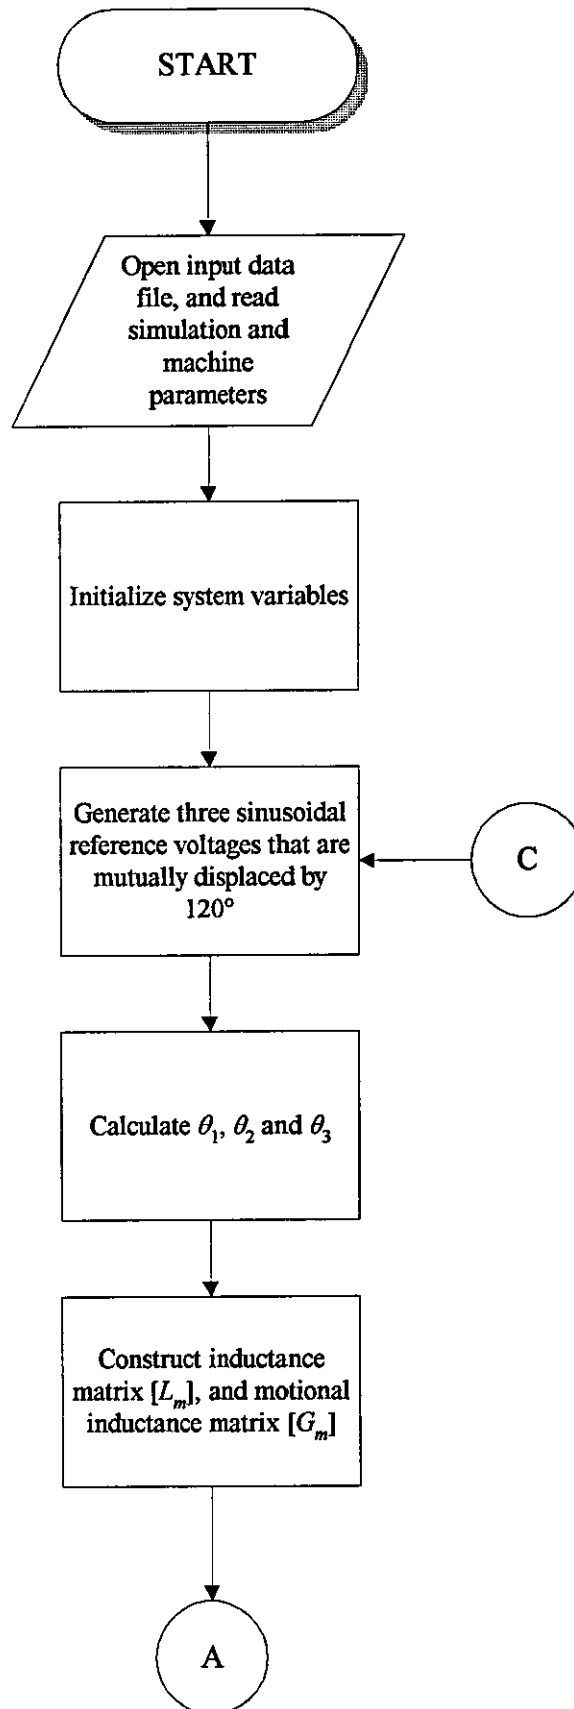 START
Open input data
file, and read
simulation and
machine
parameters
Initialize system variables
Generate three sinusoidal
reference voltages that are
mutually displaced by
120°
C
Calculate θ₁, θ₂ and θ₃
Construct inductance
matrix [Lₘ], and motional
inductance matrix [Gₘ]
A